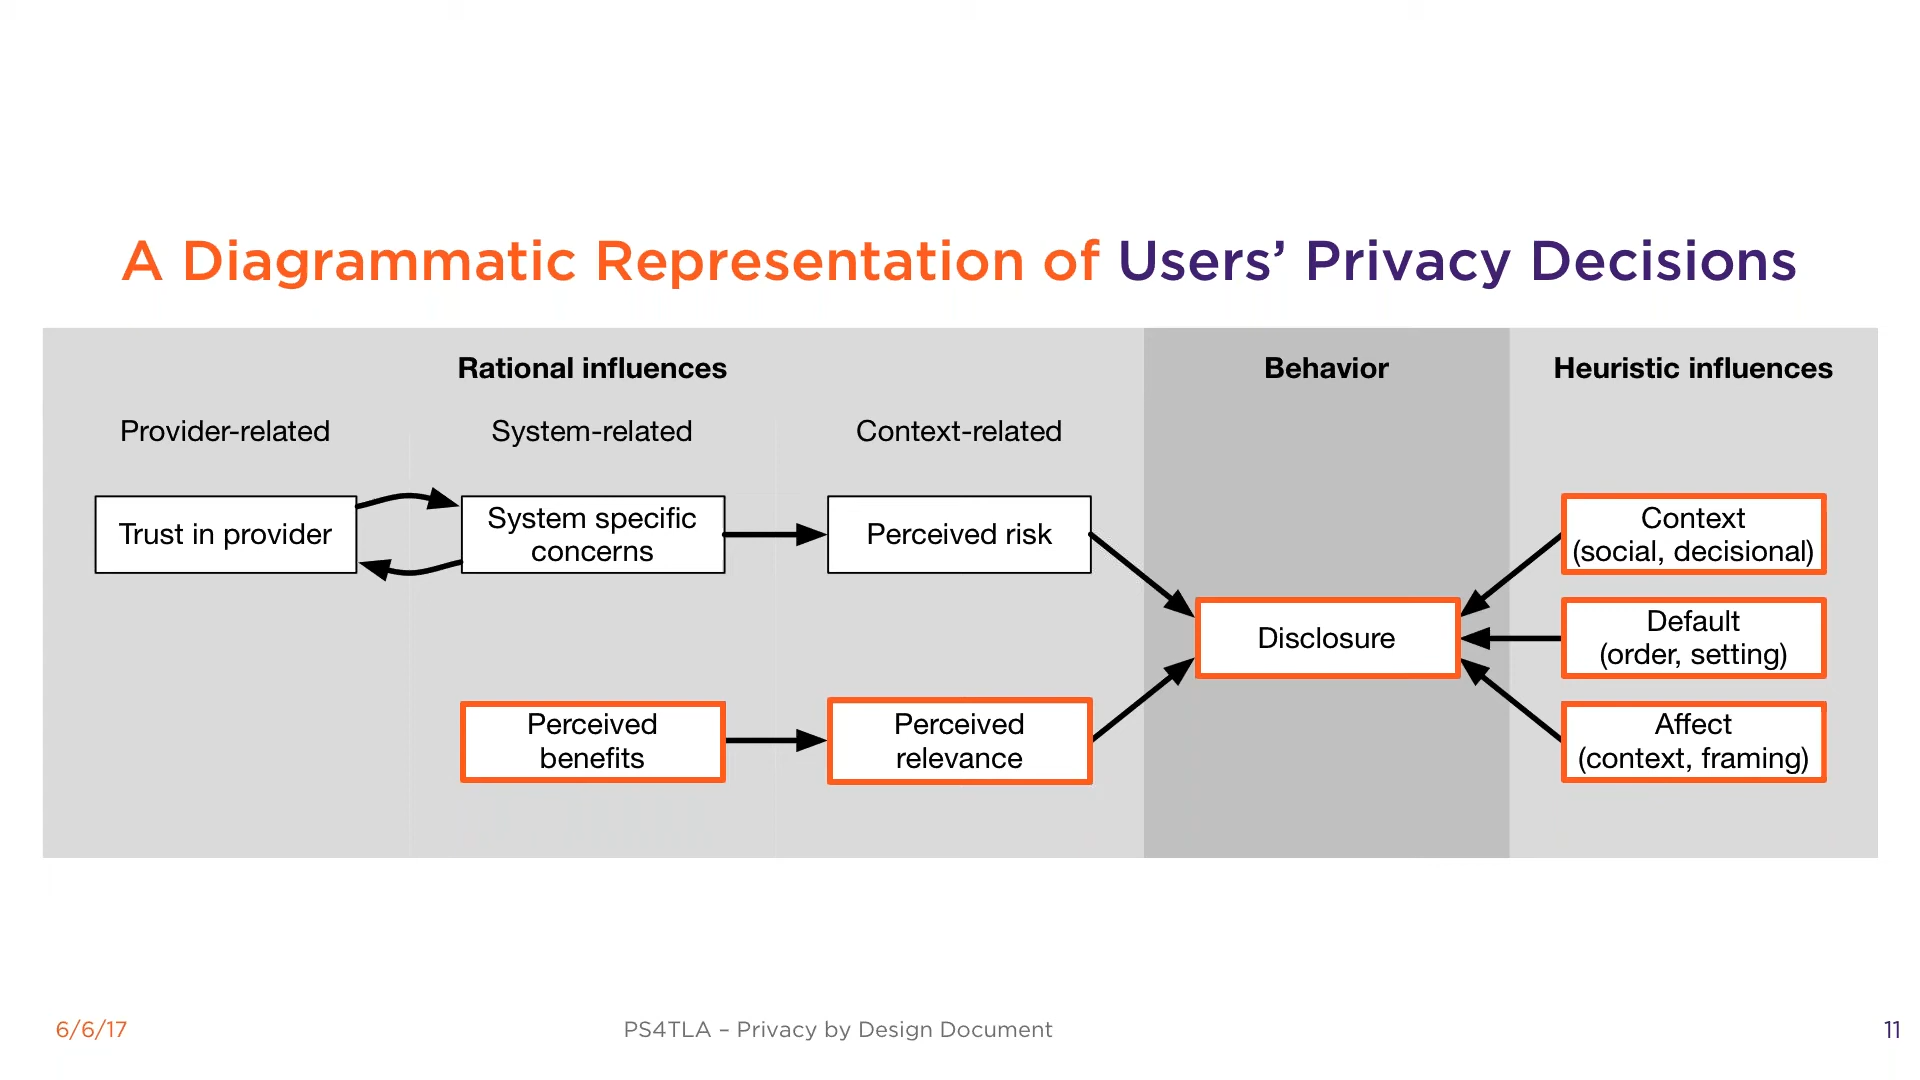 A Diagrammatic Representation of Users’ Privacy Decisions
Rational influences
Behavior
Heuristic influences
Provider-related
System-related
Context-related
Trust in provider
System specific
concerns
Perceived risk
Context
(social, decisional)
Disclosure
Default
(order, setting)
Perceived
benefits
Perceived
relevance
Affect
(context, framing)
6/6/17
PS4TLA – Privacy by Design Document
11